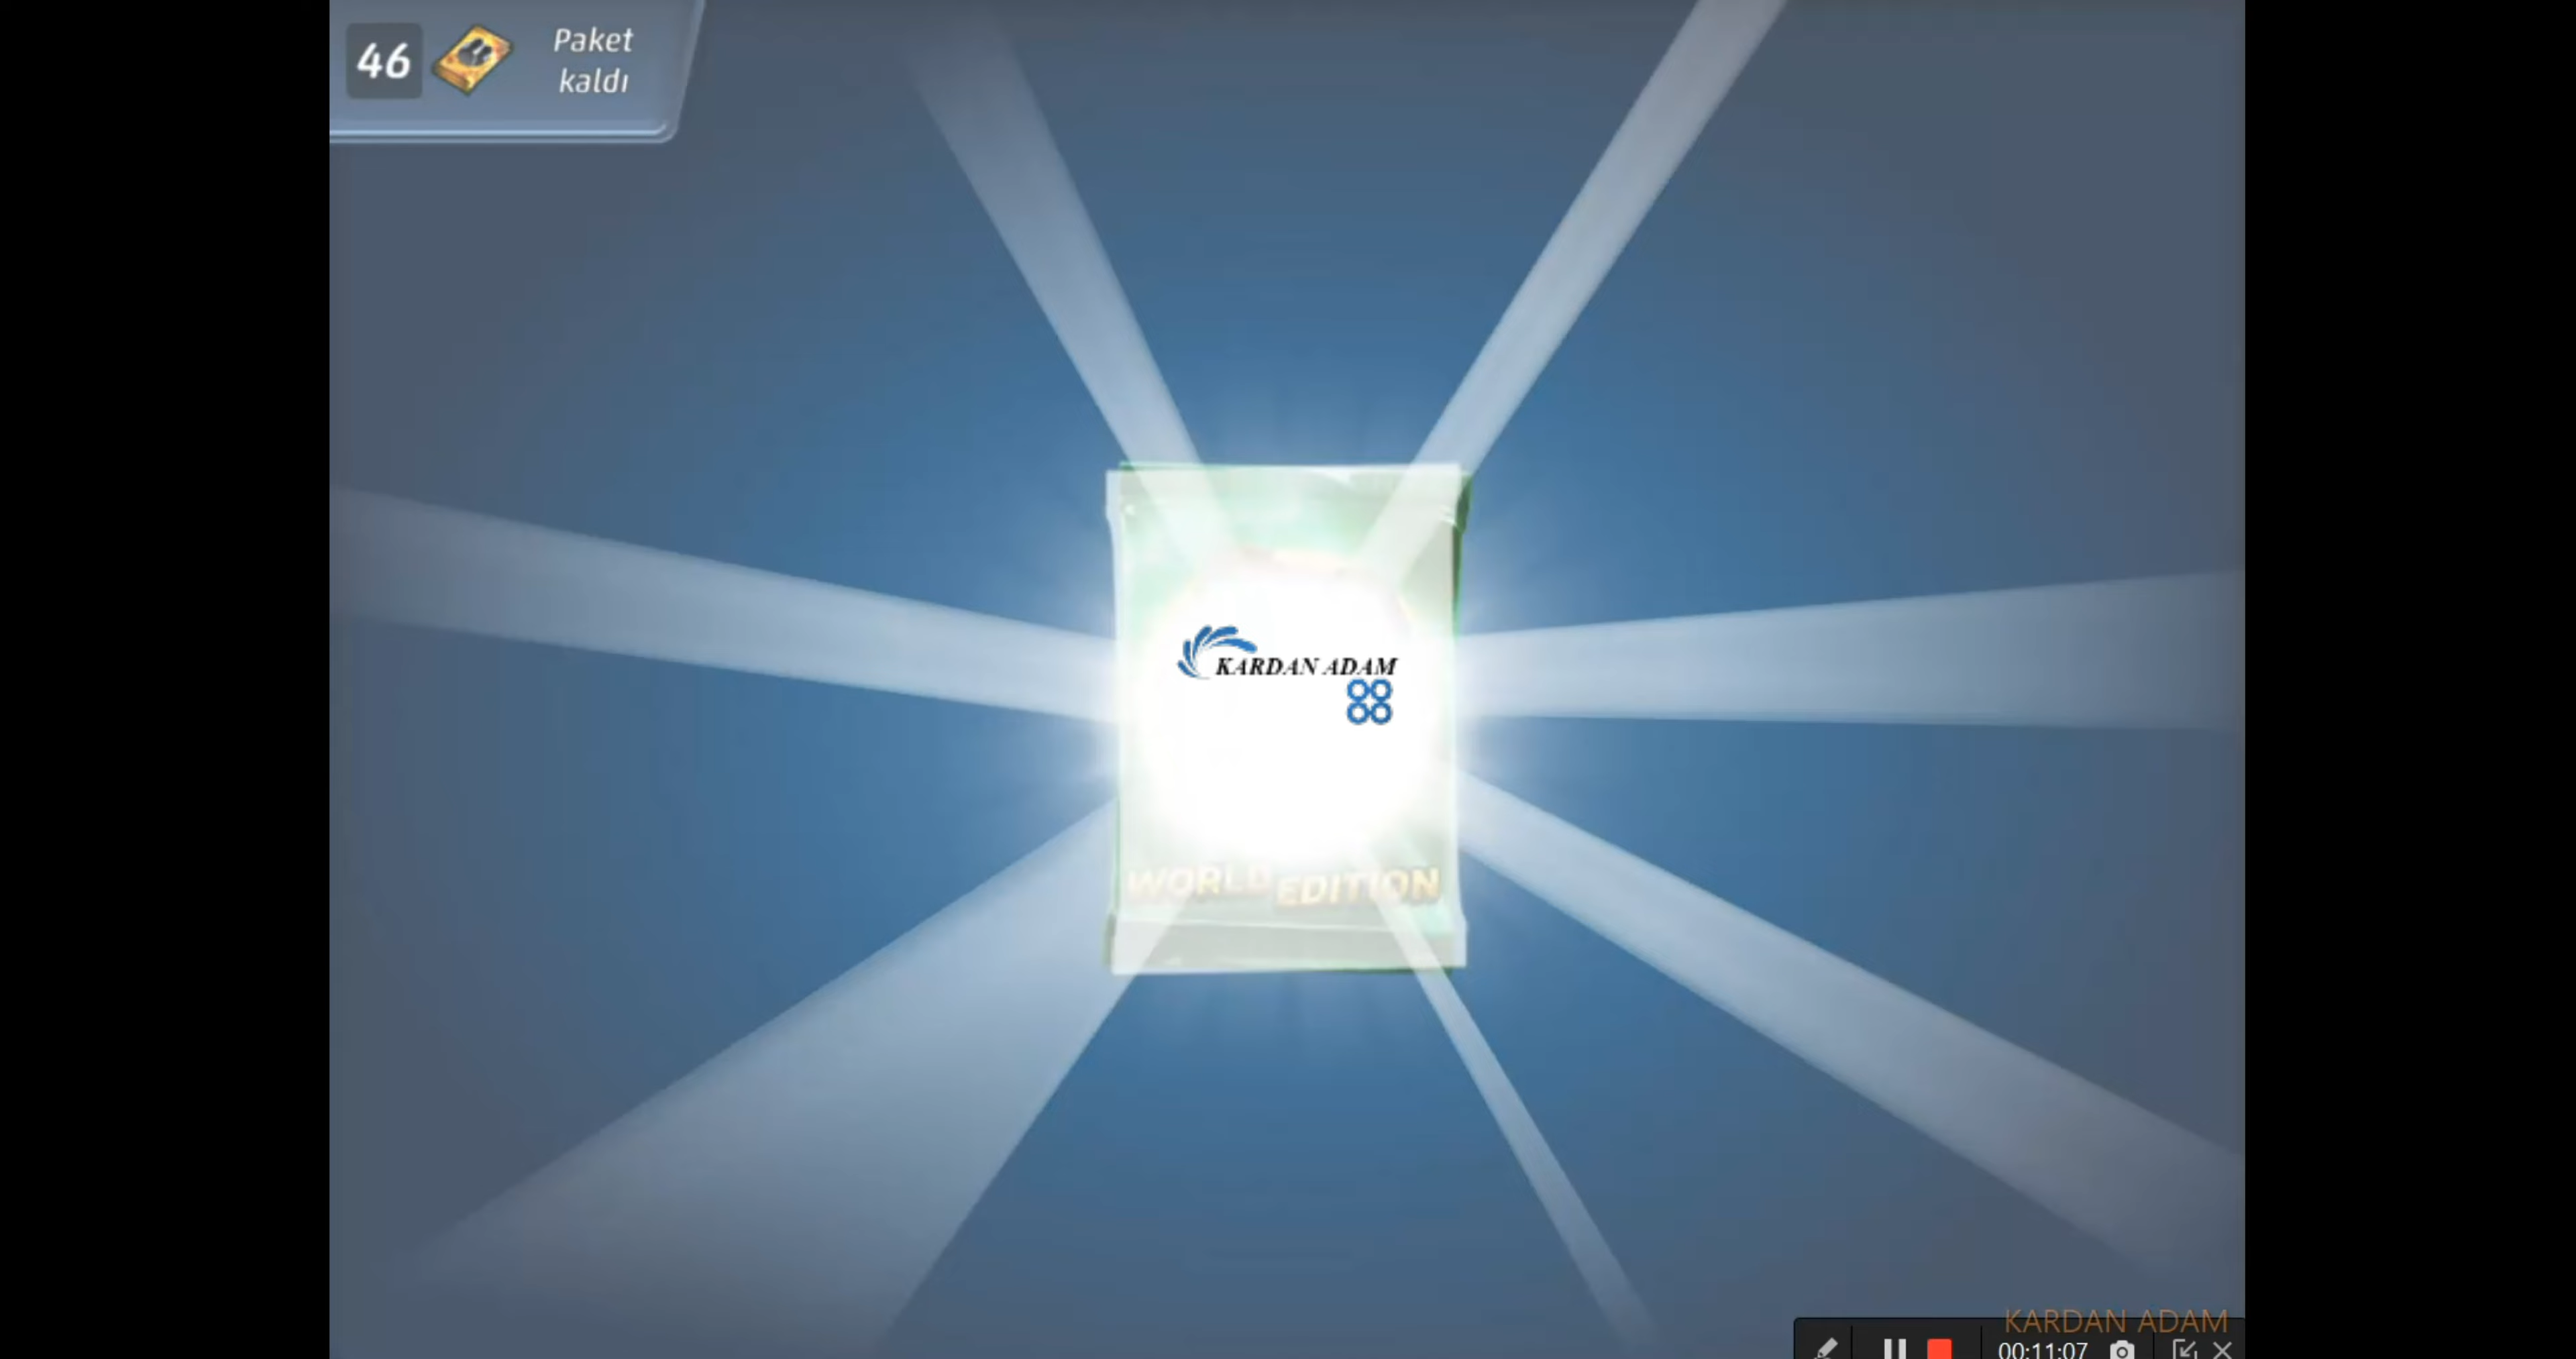 46
Paket
kaldı
KARDAN ADAM
WORLD EDITION
KARDAN ADAM
00:11:07